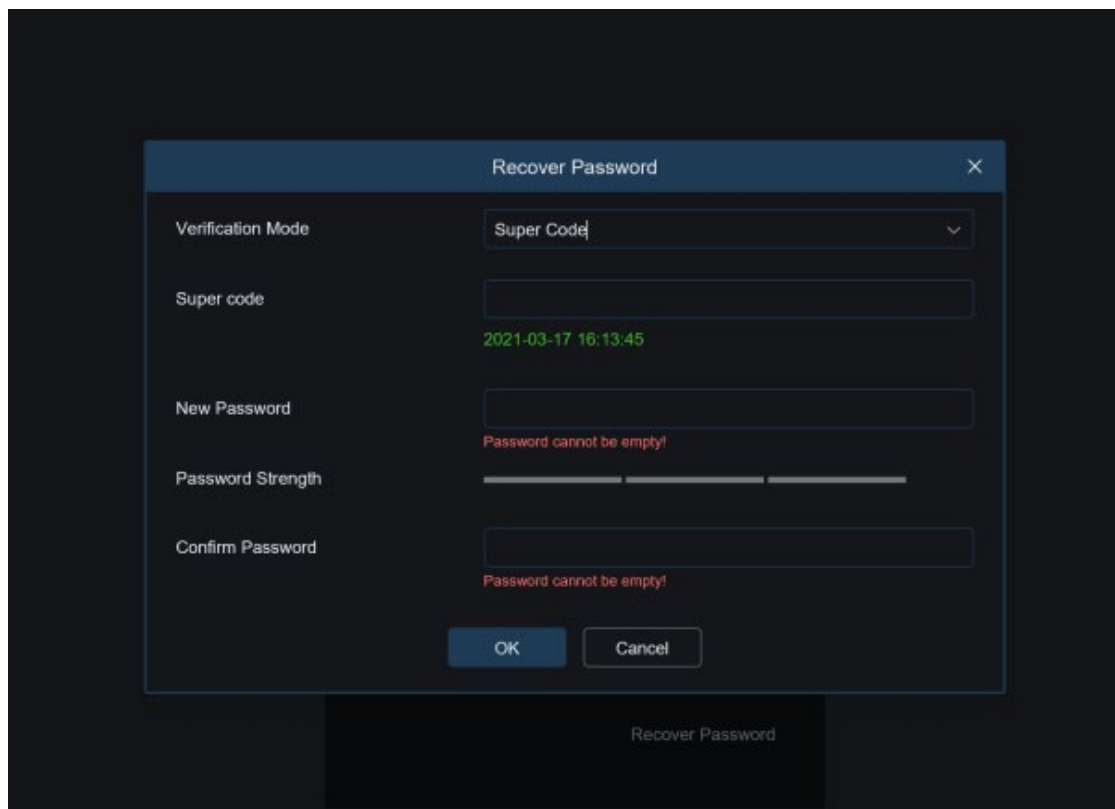 Recover Password
Verification Mode
Super Code
Super code
2021-03-17 16:13:45
New Password
Password cannot be empty!
Password Strength
Confirm Password
Password cannot be empty!
OK
Cancel
Recover Password